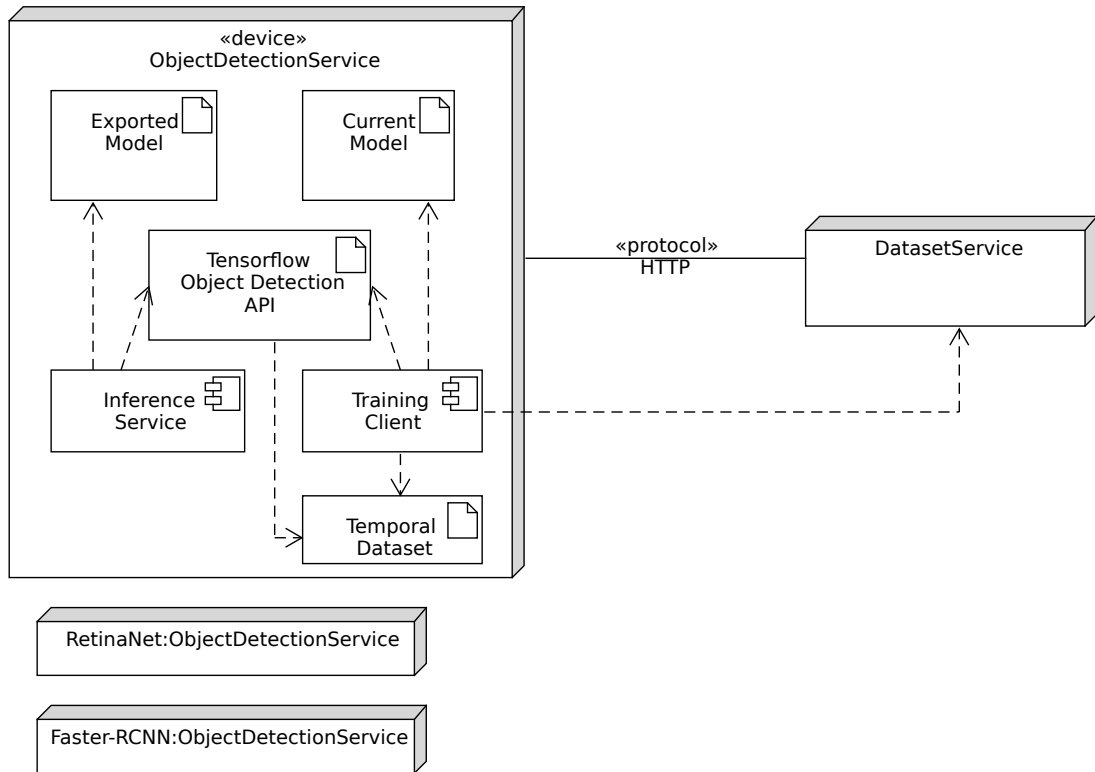 «device»
ObjectDetectionService
Exported
Model
Current
Model
Tensorflow
Object Detection
API
Inference
Service
Training
Client
Temporal
Dataset
«protocol»
HTTP
DatasetService
RetinaNet:ObjectDetectionService
Faster-RCNN:ObjectDetectionService